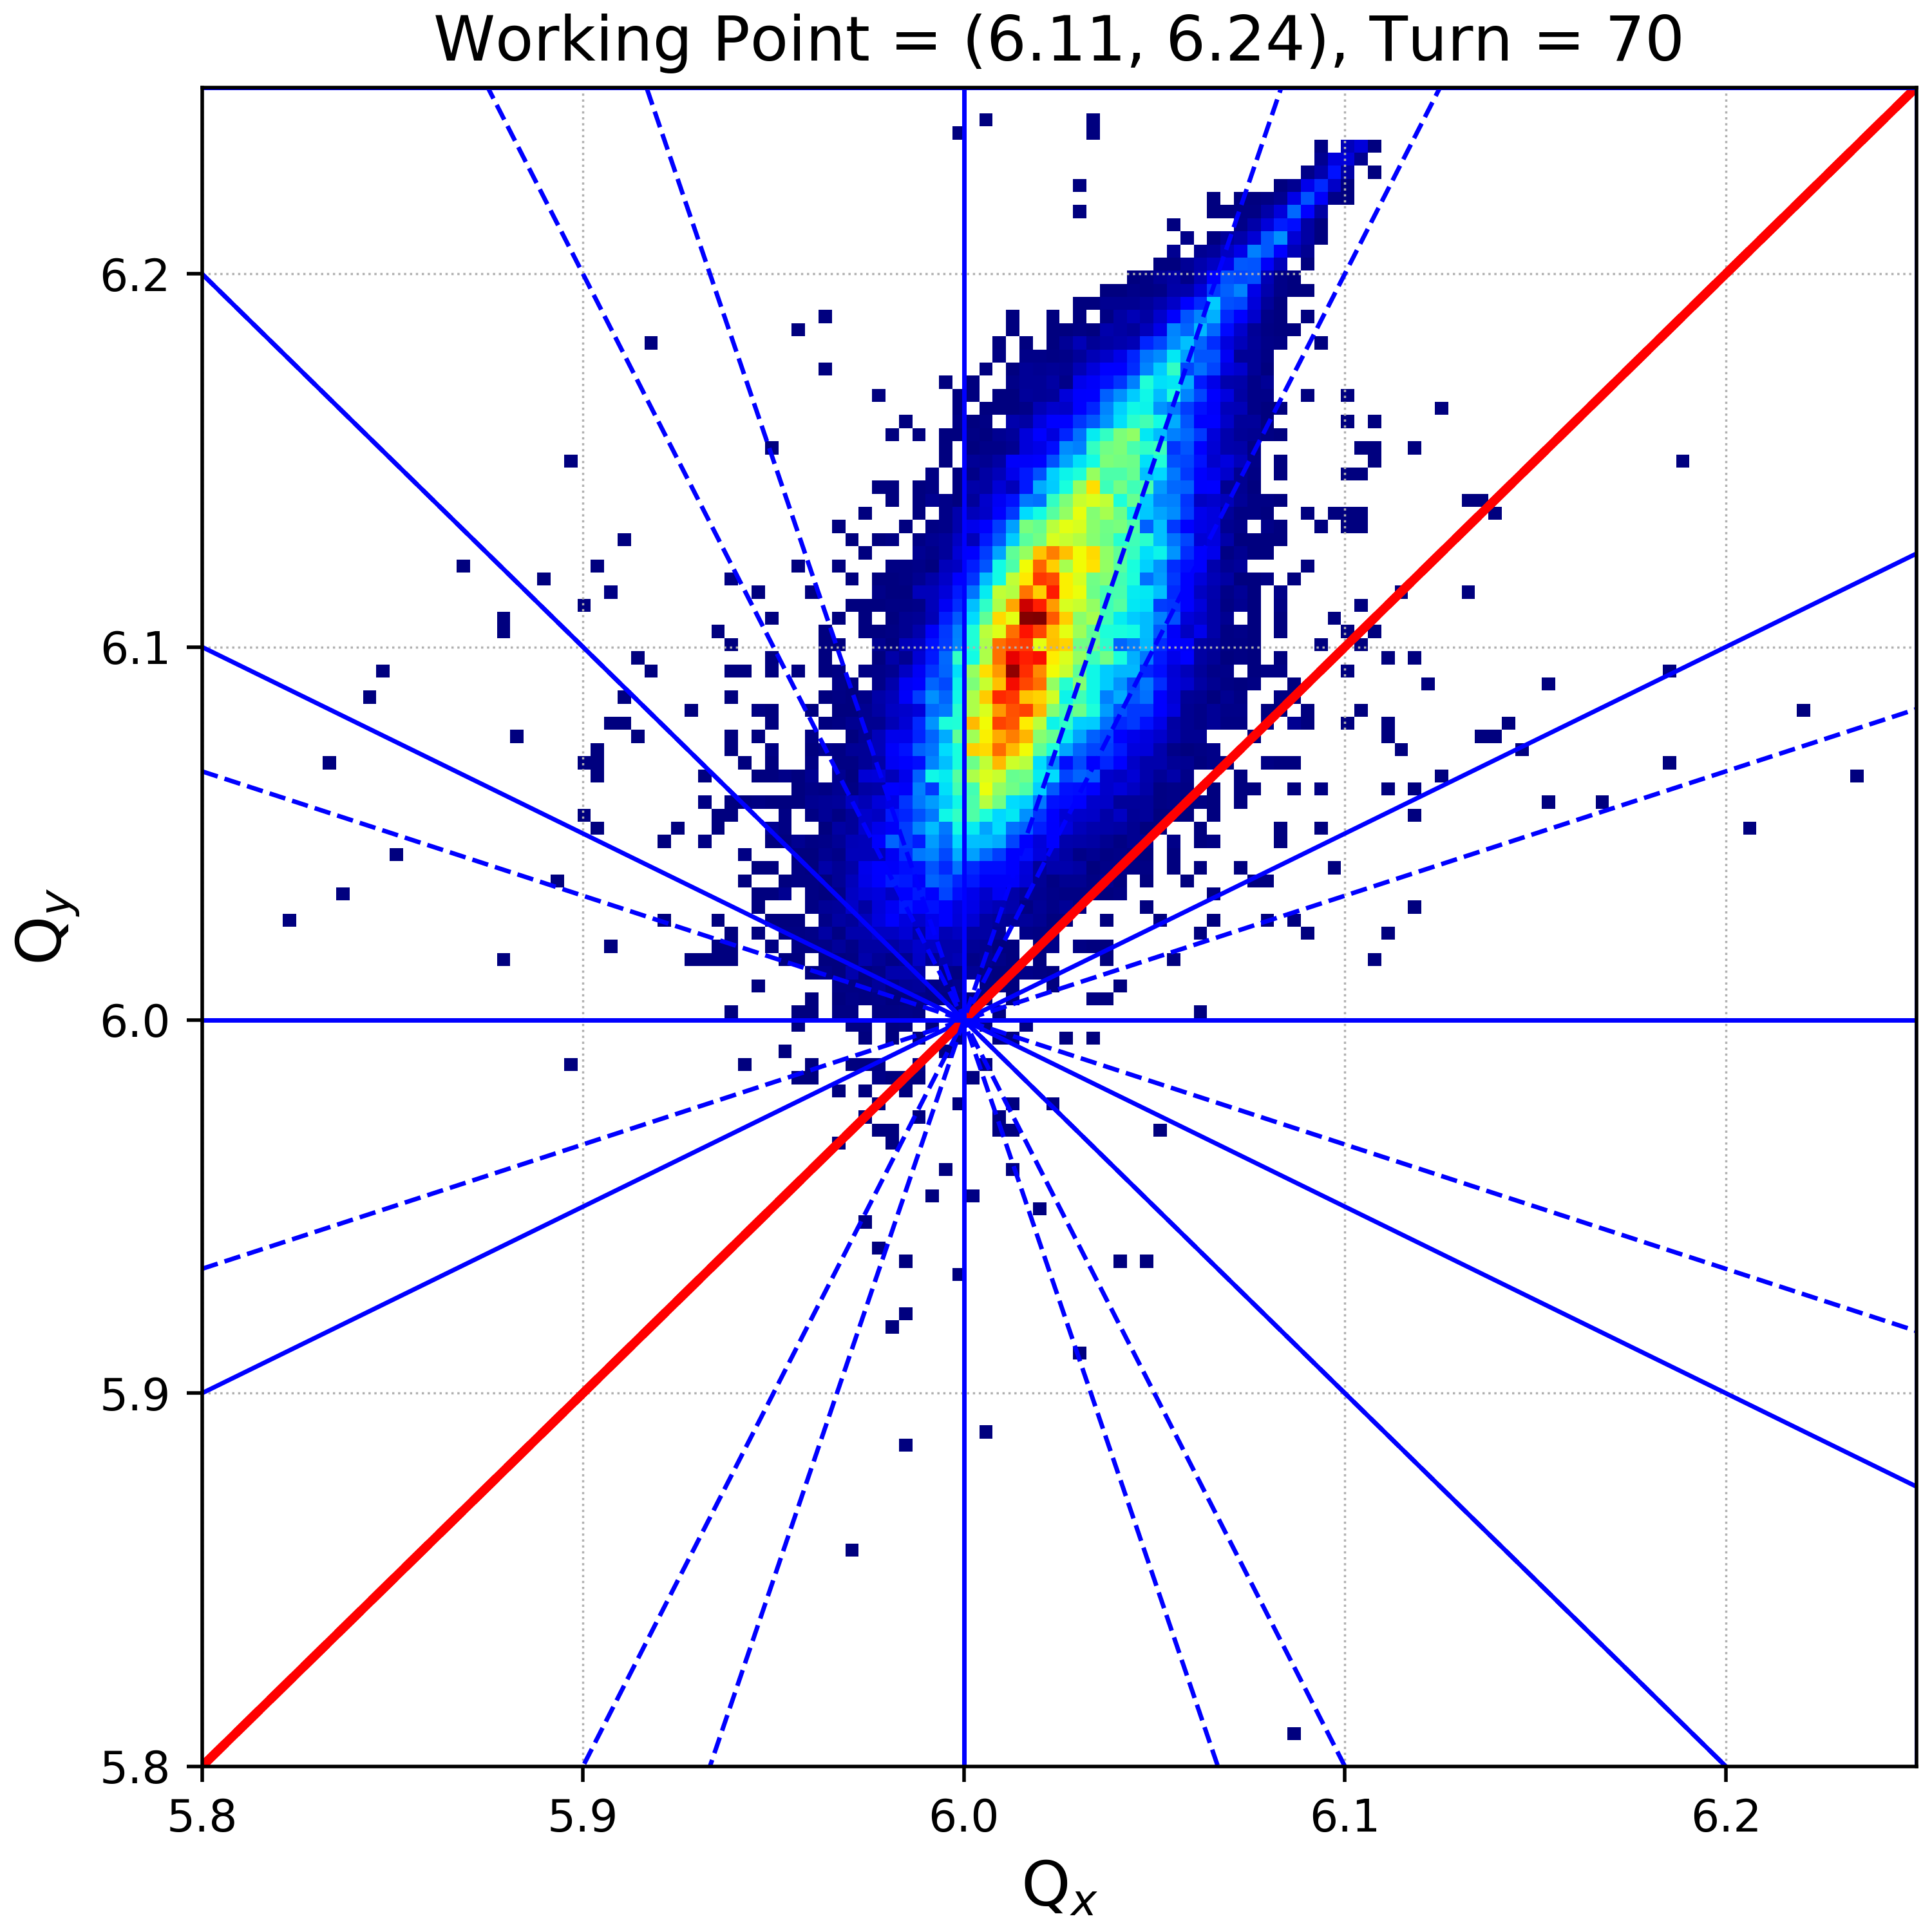 Working Point = (6.11, 6.24), Turn = 70
6.2
6.1
6.0
5.9
5.8
Qy
5.8 5.9 6.0 6.1 6.2
Qx